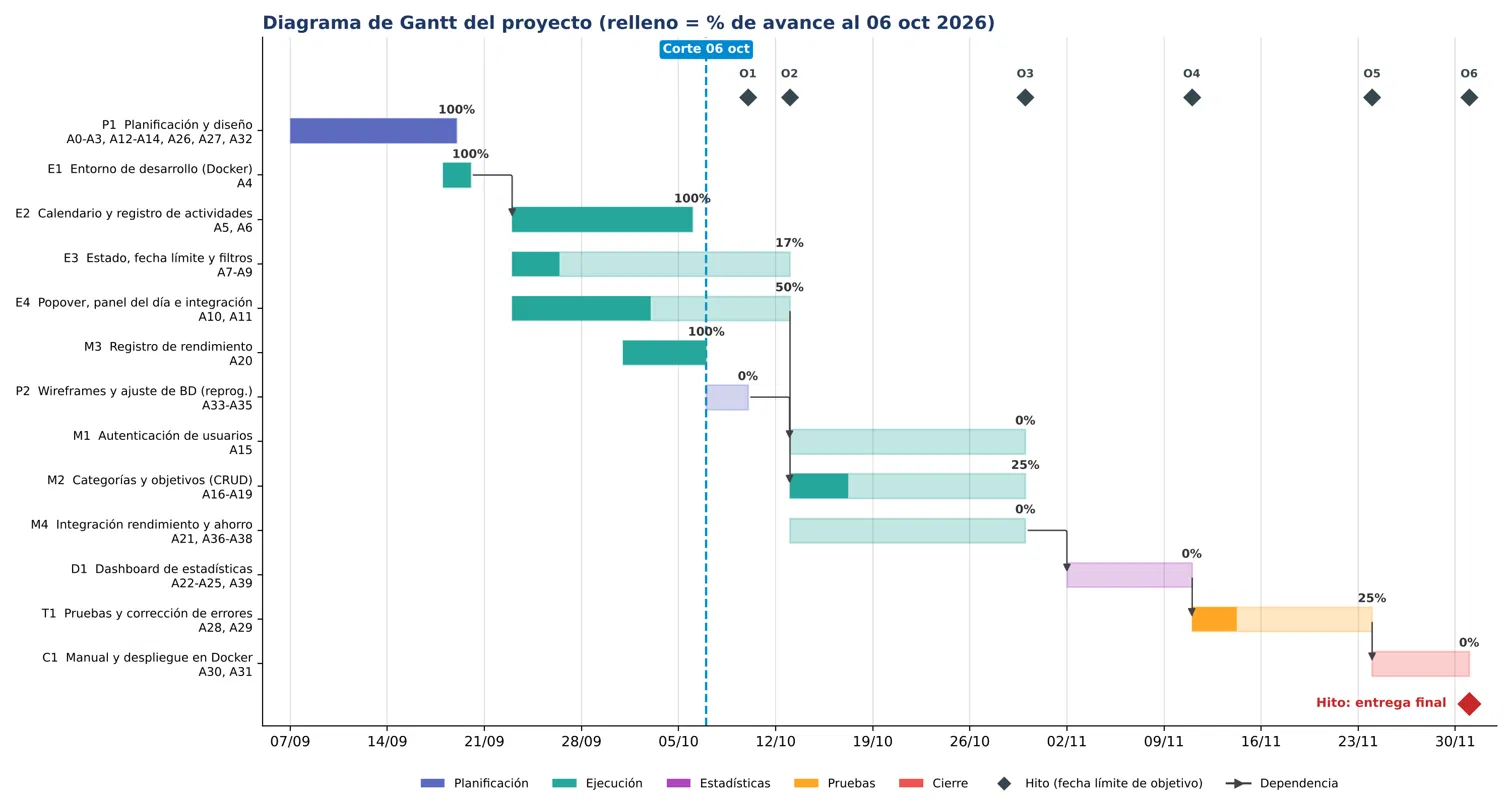 Diagrama de Gantt del proyecto (relleno = % de avance al 06 oct 2026)
Corte 06 oct
O1 O2 O3 O4 O5 O6
P1 Planificación y diseño
A0-A3, A12-A14, A26, A27, A32
100%
E1 Entorno de desarrollo (Docker)
A4
100%
E2 Calendario y registro de actividades
A5, A6
100%
E3 Estado, fecha límite y filtros
A7-A9
17%
E4 Popover, panel del día e integración
A10, A11
50%
M3 Registro de rendimiento
A20
100%
P2 Wireframes y ajuste de BD (reprog.)
A33-A35
0%
M1 Autenticación de usuarios
A15
0%
M2 Categorías y objetivos (CRUD)
A16-A19
25%
M4 Integración rendimiento y ahorro
A21, A36-A38
0%
D1 Dashboard de estadísticas
A22-A25, A39
0%
T1 Pruebas y corrección de errores
A28, A29
25%
C1 Manual y despliegue en Docker
A30, A31
0%
Hito: entrega final
07/09 14/09 21/09 28/09 05/10 12/10 19/10 26/10 02/11 09/11 16/11 23/11 30/11
Planificación Ejecución Estadísticas Pruebas Cierre Hito (fecha límite de objetivo) Dependencia